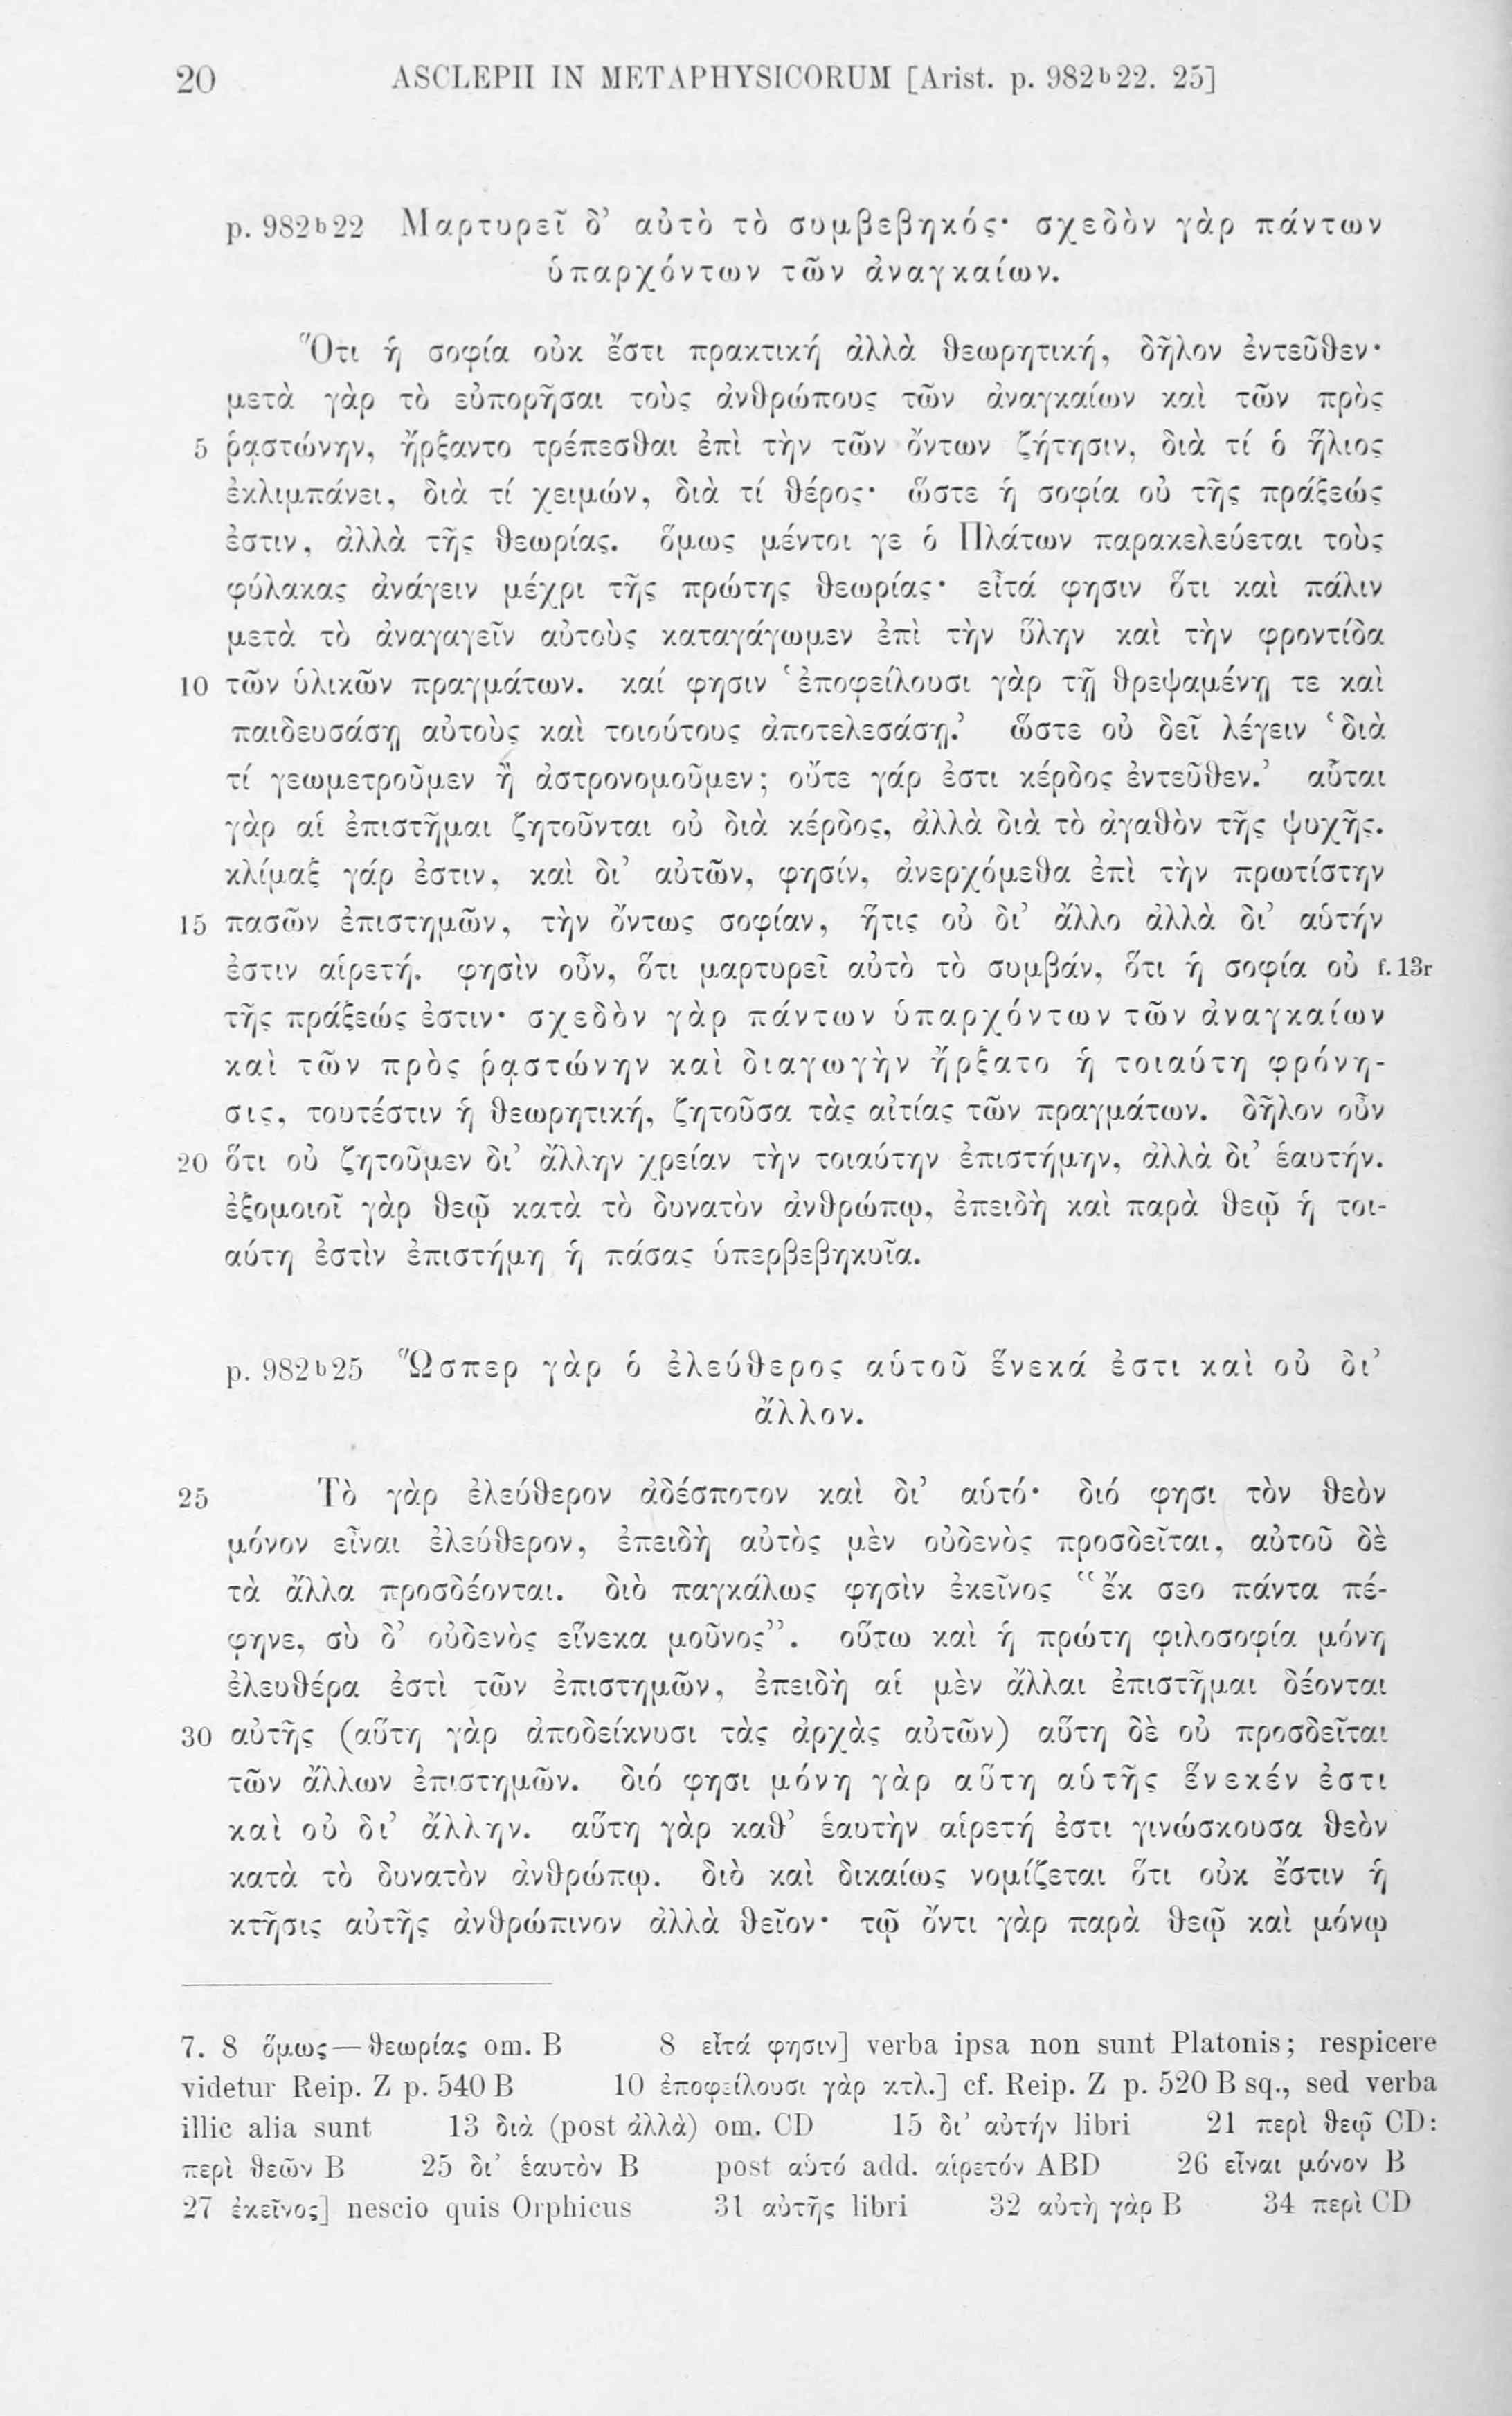 20 ASCLEPII IN METAPHYSICORUM [Arist. p. 982ᵇ22. 25]
p. 982ᵇ22 Μαρτυρεῖ δ’ αὐτὸ τὸ συμβεβηκός· σχεδὸν γὰρ πάντων
ὑπαρχόντων τῶν ἀναγκαίων.
Ὅτι ἡ σοφία οὐκ ἔστι πρακτική ἀλλὰ θεωρητική, δῆλον ἐντεῦθεν·
μετὰ γὰρ τὸ εὐπορῆσαι τοὺς ἀνθρώπους τῶν ἀναγκαίων καὶ τῶν πρὸς
5 ῥᾳστώνην, ἤρξαντο τρέπεσθαι ἐπὶ τὴν τῶν ὄντων ζήτησιν, διὰ τί ὁ ἥλιος
ἐκλιμπάνει, διὰ τί χειμών, διὰ τί θέρος· ὥστε ἡ σοφία οὐ τῆς πράξεώς
ἐστιν, ἀλλὰ τῆς θεωρίας. ὅμως μέντοι γε ὁ Πλάτων παρακελεύεται τοὺς
φύλακας ἀνάγειν μέχρι τῆς πρώτης θεωρίας· εἶτά φησιν ὅτι καὶ πάλιν
μετὰ τὸ ἀναγαγεῖν αὐτοὺς καταγάγωμεν ἐπὶ τὴν ὕλην καὶ τὴν φροντίδα
10 τῶν ὑλικῶν πραγμάτων. καί φησιν ‘ἐποφείλουσι γὰρ τῇ θρεψαμένῃ τε καὶ
παιδευσάσῃ αὐτοὺς καὶ τοιούτους ἀποτελεσάσῃ.’ ὥστε οὐ δεῖ λέγειν ‘διὰ
τί γεωμετροῦμεν ἢ ἀστρονομοῦμεν; οὔτε γάρ ἐστι κέρδος ἐντεῦθεν.’ αὗται
γὰρ αἱ ἐπιστῆμαι ζητοῦνται οὐ διὰ κέρδος, ἀλλὰ διὰ τὸ ἀγαθὸν τῆς ψυχῆς.
κλίμαξ γάρ ἐστιν, καὶ δι’ αὐτῶν, φησίν, ἀνερχόμεθα ἐπὶ τὴν πρωτίστην
15 πασῶν ἐπιστημῶν, τὴν ὄντως σοφίαν, ἥτις οὐ δι’ ἄλλο ἀλλὰ δι’ αὑτήν
ἐστιν αἱρετή. φησὶν οὖν, ὅτι μαρτυρεῖ αὐτὸ τὸ συμβάν, ὅτι ἡ σοφία οὐ f. 13r
τῆς πράξεώς ἐστιν· σχεδὸν γὰρ πάντων ὑπαρχόντων τῶν ἀναγκαίων
καὶ τῶν πρὸς ῥᾳστώνην καὶ διαγωγὴν ἤρξατο ἡ τοιαύτη φρόνη-
σις, τουτέστιν ἡ θεωρητική, ζητοῦσα τὰς αἰτίας τῶν πραγμάτων. δῆλον οὖν
20 ὅτι οὐ ζητοῦμεν δι’ ἄλλην χρείαν τὴν τοιαύτην ἐπιστήμην, ἀλλὰ δι’ ἑαυτήν.
ἐξομοιοῖ γὰρ θεῷ κατὰ τὸ δυνατὸν ἀνθρώπῳ, ἐπειδὴ καὶ παρὰ θεῷ ἡ τοι-
αύτη ἐστὶν ἐπιστήμη ἡ πάσας ὑπερβεβηκυῖα.
p. 982ᵇ25 Ὥσπερ γὰρ ὁ ἐλεύθερος αὑτοῦ ἕνεκά ἐστι καὶ οὐ δι’
ἄλλον.
25 Τὸ γὰρ ἐλεύθερον ἀδέσποτον καὶ δι’ αὑτό· διό φησι τὸν θεὸν
μόνον εἶναι ἐλεύθερον, ἐπειδὴ αὐτὸς μὲν οὐδενὸς προσδεῖται, αὐτοῦ δὲ
τὰ ἄλλα προσδέονται. διὸ παγκάλως φησὶν ἐκεῖνος “ἔκ σεο πάντα πέ-
φηνε, σὺ δ’ οὐδενὸς εἵνεκα μοῦνος”. οὕτω καὶ ἡ πρώτη φιλοσοφία μόνη
ἐλευθέρα ἐστὶ τῶν ἐπιστημῶν, ἐπειδὴ αἱ μὲν ἄλλαι ἐπιστῆμαι δέονται
30 αὐτῆς (αὕτη γὰρ ἀποδείκνυσι τὰς ἀρχὰς αὐτῶν) αὕτη δὲ οὐ προσδεῖται
τῶν ἄλλων ἐπιστημῶν. διό φησι μόνη γὰρ αὕτη αὑτῆς ἕνεκέν ἐστι
καὶ οὐ δι’ ἄλλην. αὕτη γὰρ καθ’ ἑαυτὴν αἱρετή ἐστι γινώσκουσα θεὸν
κατὰ τὸ δυνατὸν ἀνθρώπῳ. διὸ καὶ δικαίως νομίζεται ὅτι οὐκ ἔστιν ἡ
κτῆσις αὐτῆς ἀνθρώπινον ἀλλὰ θεῖον· τῷ ὄντι γὰρ παρὰ θεῷ καὶ μόνῳ
7. 8 ὅμως—θεωρίας om. B 8 εἶτά φησιν] verba ipsa non sunt Platonis; respicere
videtur Reip. Z p. 540 B 10 ἐποφείλουσι γὰρ κτλ.] cf. Reip. Z p. 520 B sq., sed verba
illic alia sunt 13 διὰ (post ἀλλὰ) om. CD 15 δι’ αὐτήν libri 21 περὶ θεῷ CD:
περὶ θεῶν B 25 δι’ ἑαυτὸν B post αὑτό add. αἱρετόν ABD 26 εἶναι μόνον B
27 ἐκεῖνος] nescio quis Orphicus 31 αὐτῆς libri 32 αὐτὴ γὰρ B 34 περὶ CD